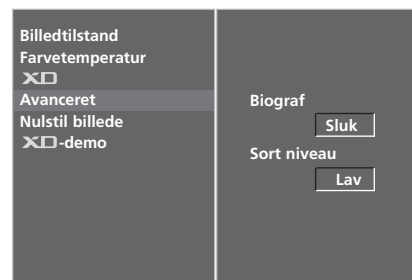 Billedtilstand
Farvetemperatur
XD
Avanceret
Nulstil billede
XD-demo
Biograf
Sluk
Sort niveau
Lav